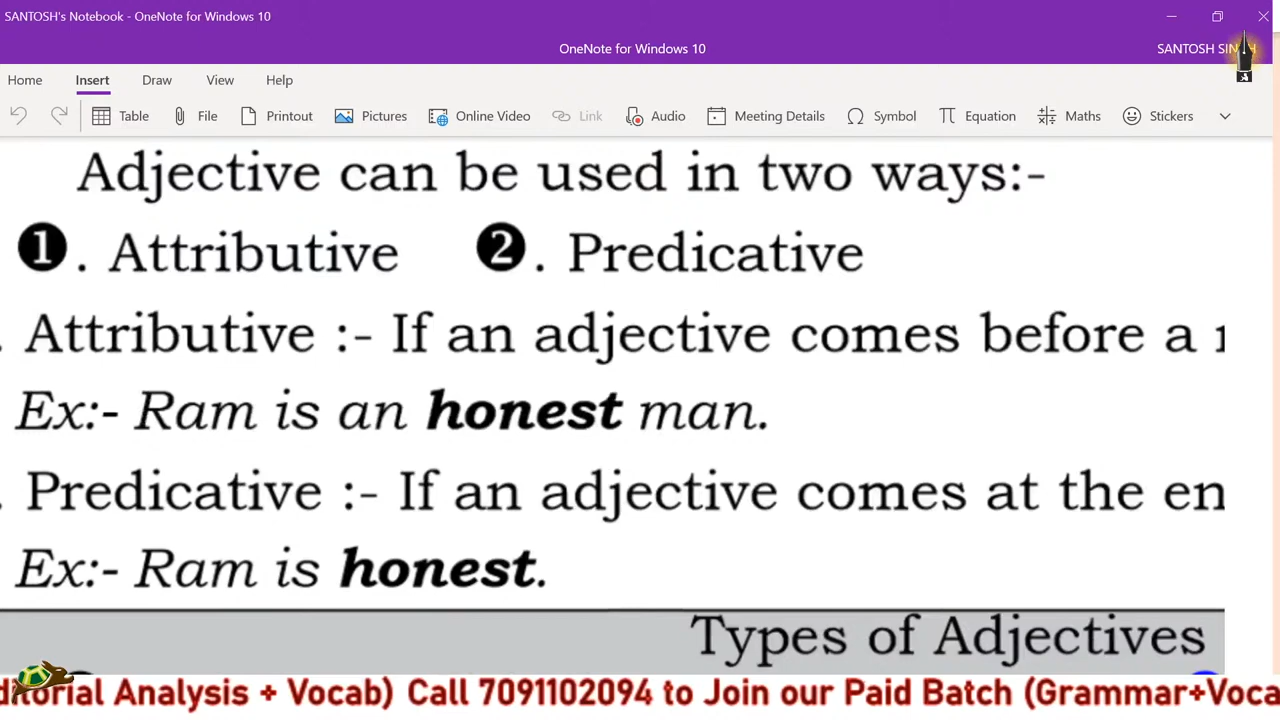 SANTOSH's Notebook - OneNote for Windows 10
OneNote for Windows 10
SANTOSH
Home Insert Draw View Help
Table File Printout Pictures Online Video Link Audio Meeting Details Symbol Equation Maths Stickers
Adjective can be used in two ways:-
❶. Attributive ❷. Predicative
. Attributive :- If an adjective comes before a
Ex:- Ram is an honest man.
. Predicative :- If an adjective comes at the en
Ex:- Ram is honest.
Types of Adjectives
ditorial Analysis + Vocab) Call 7091102094 to Join our Paid Batch (Grammar+Voca